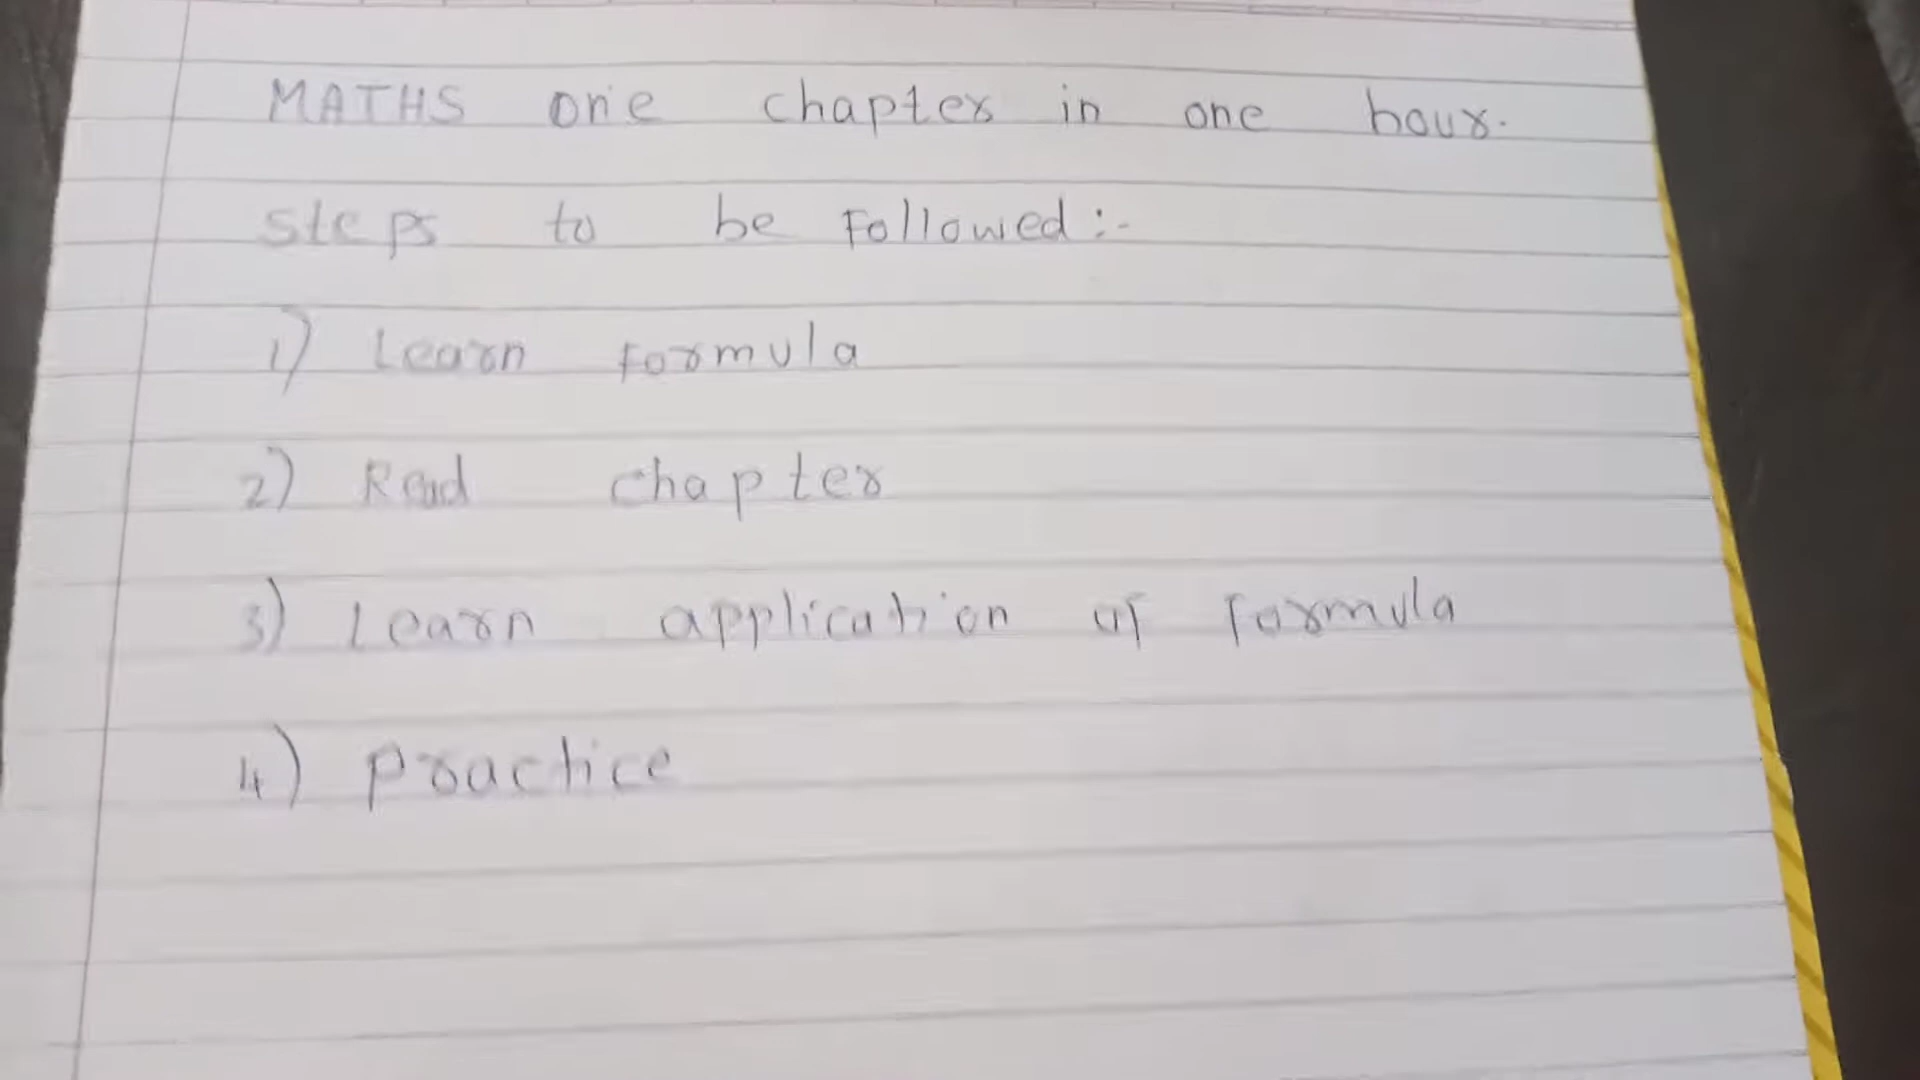 MATHS one chapter in one hour.
steps to be Followed :-
1) Learn Formula
2) Read chapter
3) Learn application of Formula
4) practice